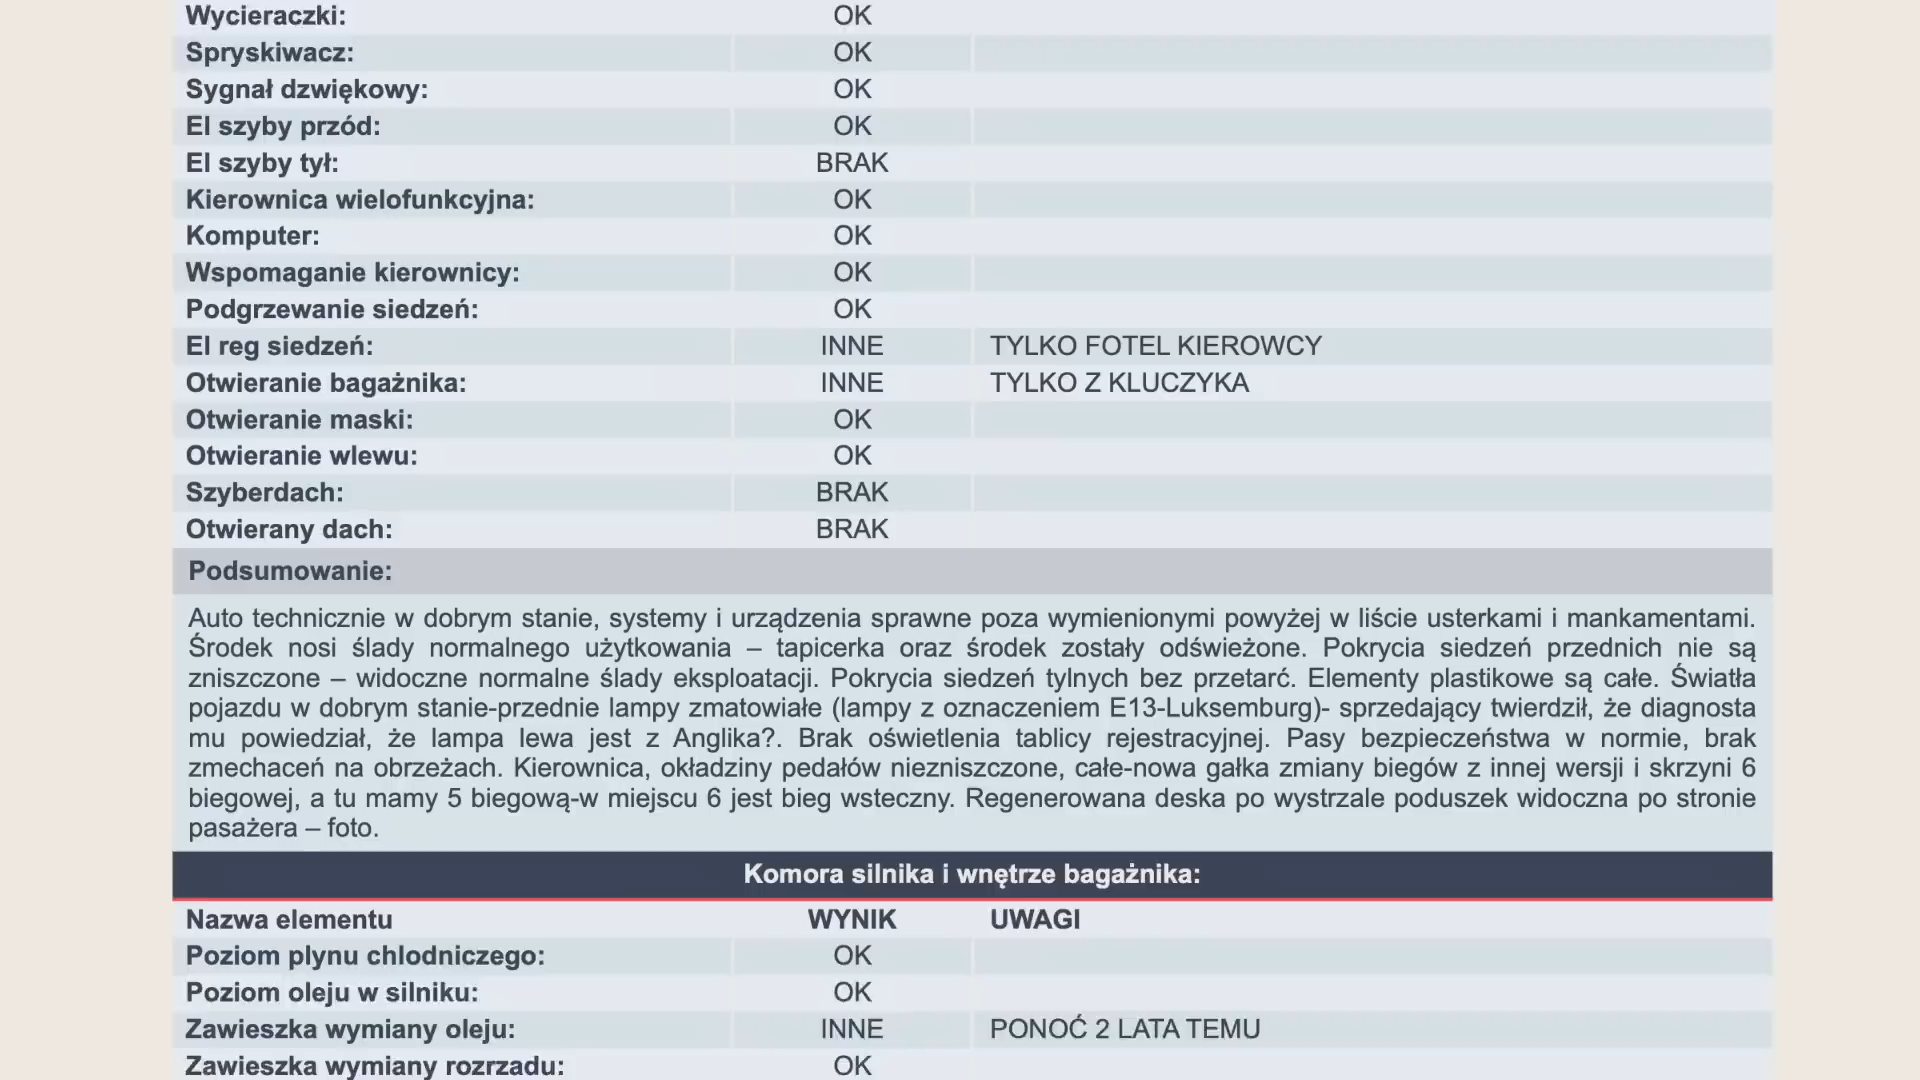 Wycieraczki: OK
Spryskiwacz: OK
Sygnał dzwiękowy: OK
El szyby przód: OK
El szyby tył: BRAK
Kierownica wielofunkcyjna: OK
Komputer: OK
Wspomaganie kierownicy: OK
Podgrzewanie siedzeń: OK
El reg siedzeń: INNE TYLKO FOTEL KIEROWCY
Otwieranie bagażnika: INNE TYLKO Z KLUCZYKA
Otwieranie maski: OK
Otwieranie wlewu: OK
Szyberdach: BRAK
Otwierany dach: BRAK
Podsumowanie:
Auto technicznie w dobrym stanie, systemy i urządzenia sprawne poza wymienionymi powyżej w liście usterkami i mankamentami.
Środek nosi ślady normalnego użytkowania – tapicerka oraz środek zostały odświeżone. Pokrycia siedzeń przednich nie są
zniszczone – widoczne normalne ślady eksploatacji. Pokrycia siedzeń tylnych bez przetarć. Elementy plastikowe są całe. Światła
pojazdu w dobrym stanie-przednie lampy zmatowiałe (lampy z oznaczeniem E13-Luksemburg)- sprzedający twierdził, że diagnosta
mu powiedział, że lampa lewa jest z Anglika?. Brak oświetlenia tablicy rejestracyjnej. Pasy bezpieczeństwa w normie, brak
zmechaceń na obrzeżach. Kierownica, okładziny pedałów niezniszczone, całe-nowa gałka zmiany biegów z innej wersji i skrzyni 6
biegowej, a tu mamy 5 biegową-w miejscu 6 jest bieg wsteczny. Regenerowana deska po wystrzale poduszek widoczna po stronie
pasażera – foto.
Komora silnika i wnętrze bagażnika:
Nazwa elementu WYNIK UWAGI
Poziom plynu chlodniczego: OK
Poziom oleju w silniku: OK
Zawieszka wymiany oleju: INNE PONOĆ 2 LATA TEMU
Zawieszka wymiany rozrzadu: OK